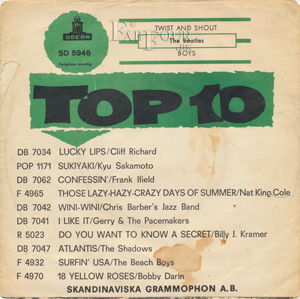 ODEON
SD 5946
TWIST AND SHOUT
The Beatles
BOYS
TOP 10
DB 7034 LUCKY LIPS/Cliff Richard
POP 1171 SUKIYAKI/Kyu Sakamoto
DB 7062 CONFESSIN'/Frank Ifield
F 4965 THOSE LAZY-HAZY-CRAZY DAYS OF SUMMER/Nat King Cole
DB 7042 WINI-WINI/Chris Barber's Jazz Band
DB 7041 I LIKE IT/Gerry & The Pacemakers
R 5023 DO YOU WANT TO KNOW A SECRET/Billy J. Kramer
DB 7047 ATLANTIS/The Shadows
F 4932 SURFIN' USA/The Beach Boys
F 4970 18 YELLOW ROSES/Bobby Darin
SKANDINAVISKA GRAMMOPHON A.B.